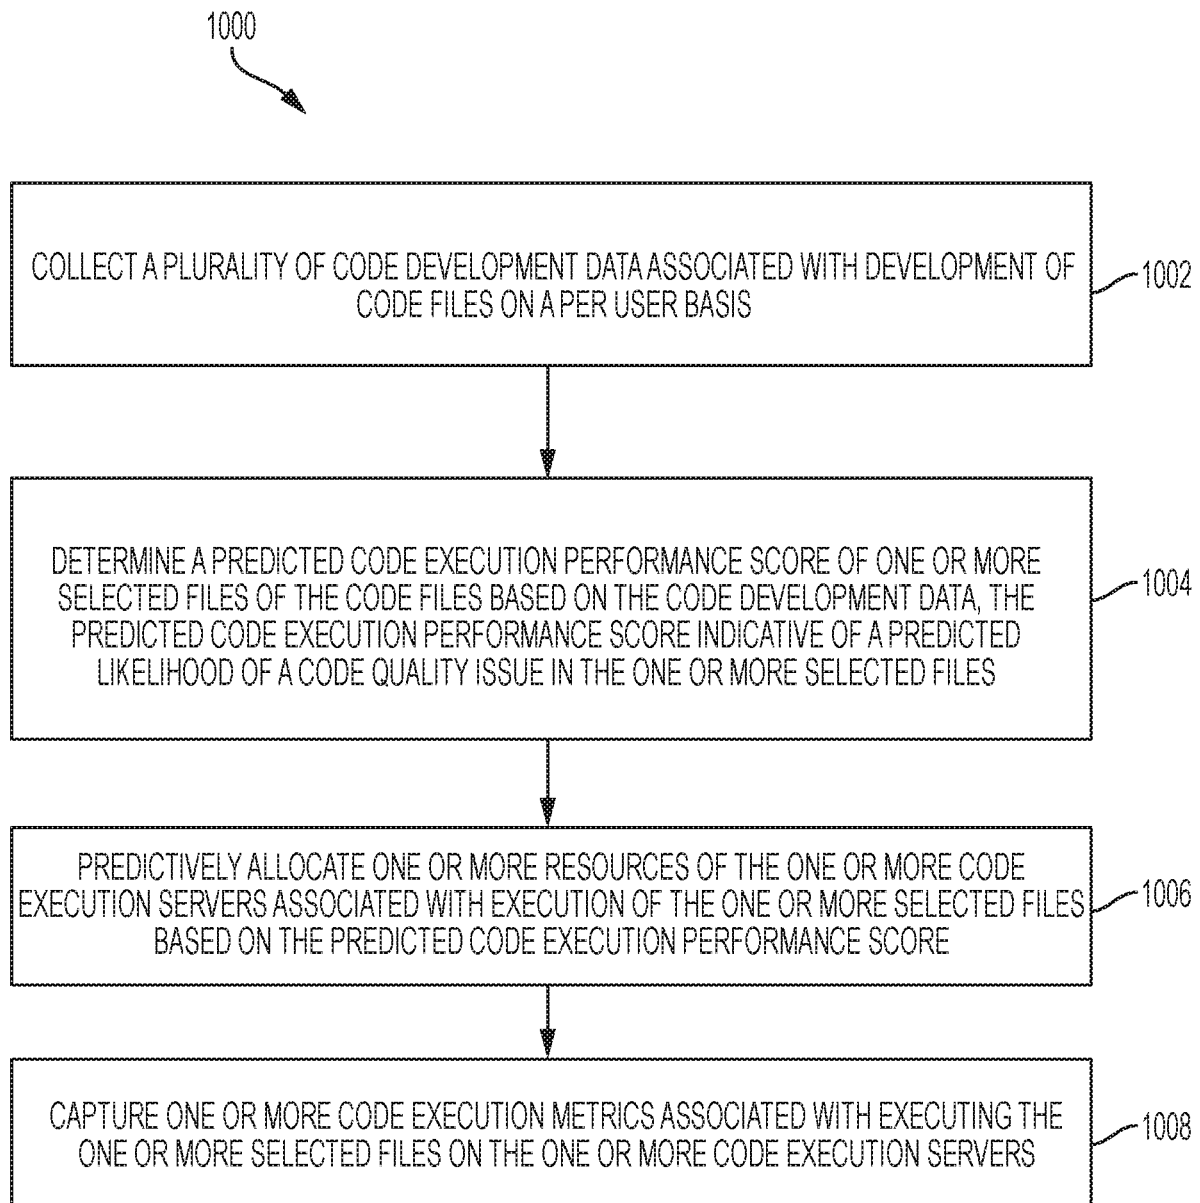 1000
COLLECT A PLURALITY OF CODE DEVELOPMENT DATA ASSOCIATED WITH DEVELOPMENT OF
CODE FILES ON A PER USER BASIS
1002
DETERMINE A PREDICTED CODE EXECUTION PERFORMANCE SCORE OF ONE OR MORE
SELECTED FILES OF THE CODE FILES BASED ON THE CODE DEVELOPMENT DATA, THE
PREDICTED CODE EXECUTION PERFORMANCE SCORE INDICATIVE OF A PREDICTED
LIKELIHOOD OF A CODE QUALITY ISSUE IN THE ONE OR MORE SELECTED FILES
1004
PREDICTIVELY ALLOCATE ONE OR MORE RESOURCES OF THE ONE OR MORE CODE
EXECUTION SERVERS ASSOCIATED WITH EXECUTION OF THE ONE OR MORE SELECTED FILES
BASED ON THE PREDICTED CODE EXECUTION PERFORMANCE SCORE
1006
CAPTURE ONE OR MORE CODE EXECUTION METRICS ASSOCIATED WITH EXECUTING THE
ONE OR MORE SELECTED FILES ON THE ONE OR MORE CODE EXECUTION SERVERS.
1008